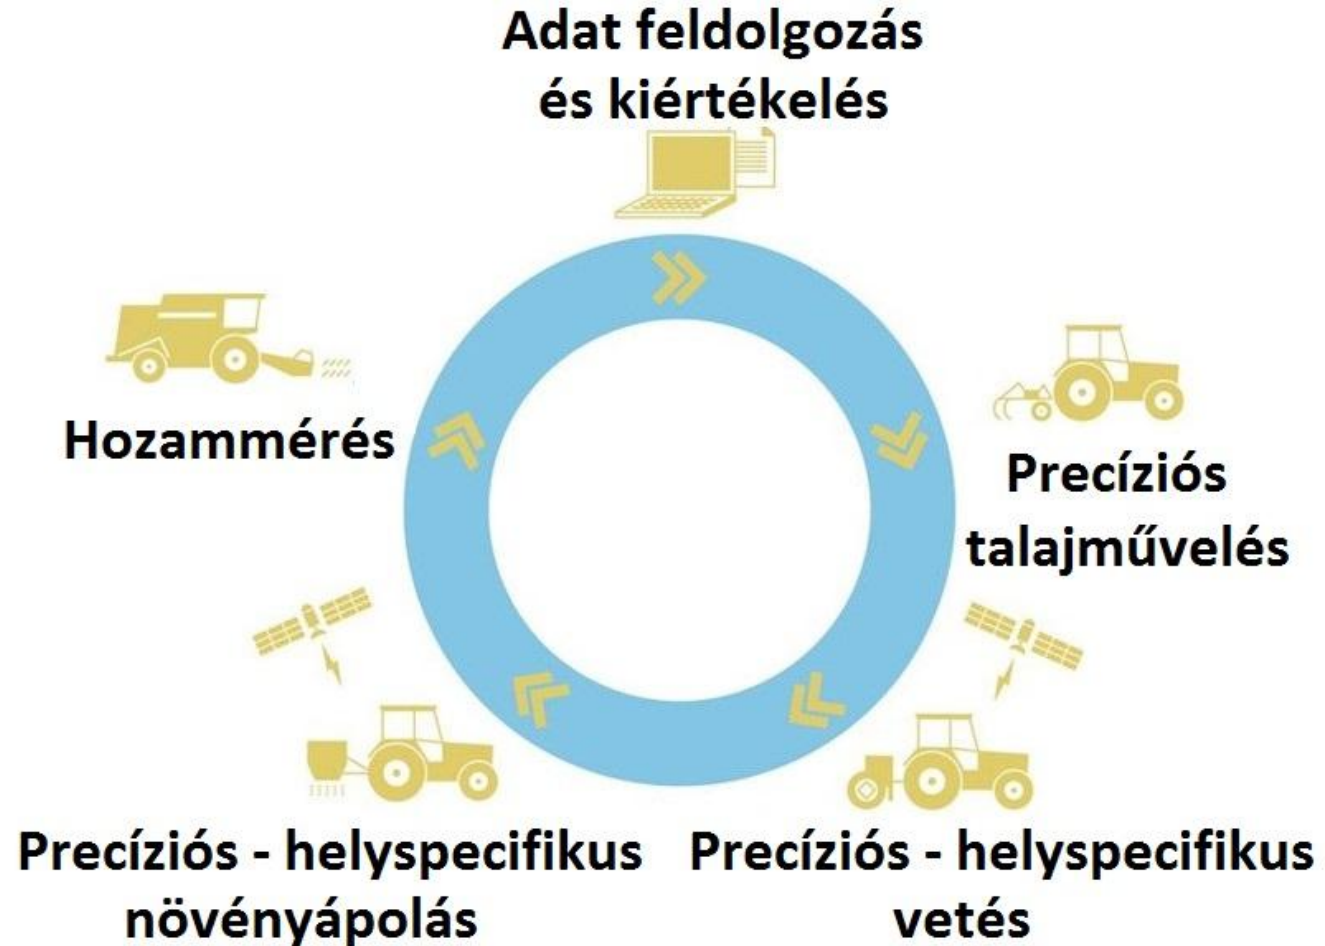 Adat feldolgozás
és kiértékelés
Hozammérés
Precíziós
talajművelés
Precíziós - helyspecifikus
növényápolás
Precíziós - helyspecifikus
vetés